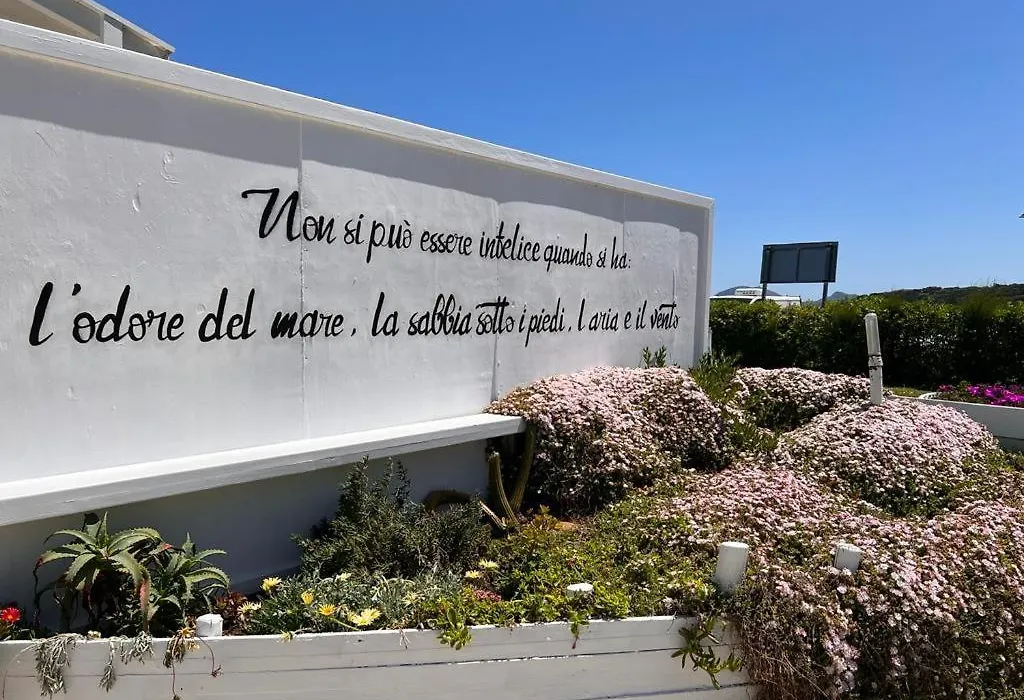 Non si può essere infelice quando si ha:
l'odore del mare, la sabbia sotto i piedi, l aria e il vento